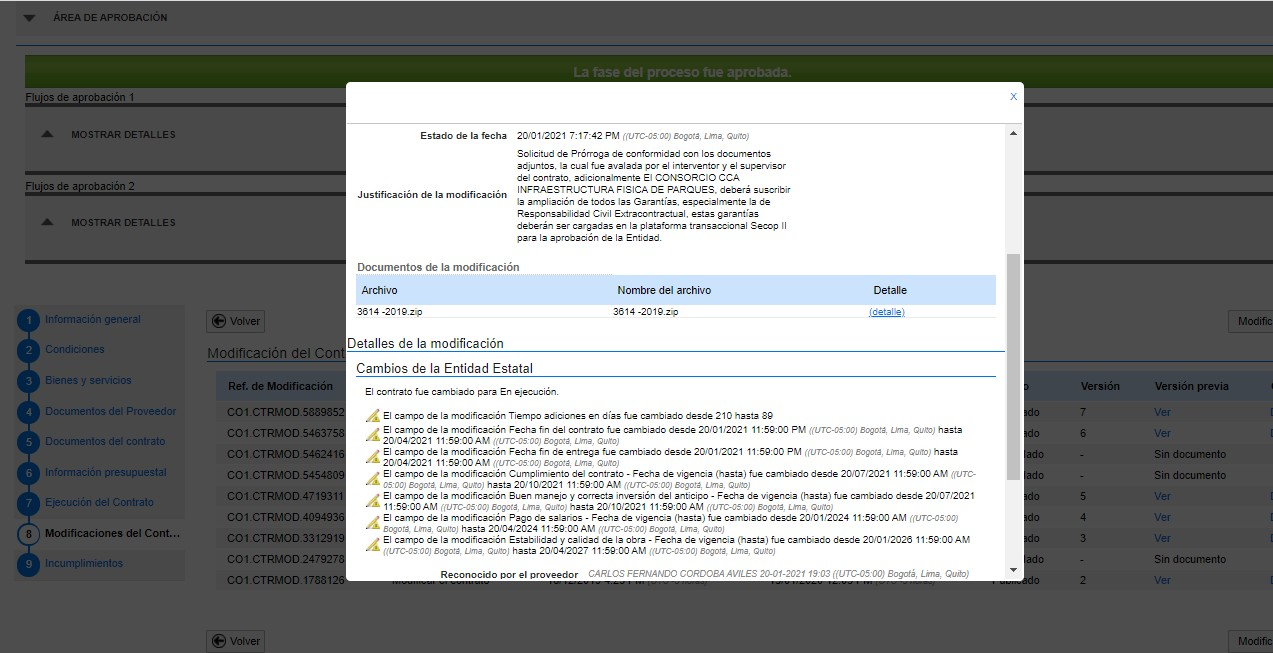 ÁREA DE APROBACIÓN
La fase del proceso fue aprobada.
Flujos de aprobación 1
MOSTRAR DETALLES
Flujos de aprobación 2
MOSTRAR DETALLES
X
Estado de la fecha 20/01/2021 7:17:42 PM ((UTC-05:00) Bogotá, Lima, Quito)
Justificación de la modificación
Solicitud de Prórroga de conformidad con los documentos
adjuntos, la cual fue avalada por el interventor y el supervisor
del contrato, adicionalmente El CONSORCIO CCA
INFRAESTRUCTURA FISICA DE PARQUES, deberá suscribir
la ampliación de todos las Garantías, especialmente la de
Responsabilidad Civil Extracontractual, estas garantías
deberán ser cargadas en la plataforma transaccional Secop II
para la aprobación de la Entidad.
Documentos de la modificación
Archivo Nombre del archivo Detalle
3614 -2019.zip 3614 -2019.zip (detalle)
Detalles de la modificación
Cambios de la Entidad Estatal
El contrato fue cambiado para En ejecución.
El campo de la modificación Tiempo adiciones en días fue cambiado desde 210 hasta 89
El campo de la modificación Fecha fin del contrato fue cambiado desde 20/01/2021 11:59:00 PM ((UTC-05:00) Bogotá, Lima, Quito) hasta
20/04/2021 11:59:00 AM ((UTC-05:00) Bogotá, Lima, Quito)
El campo de la modificación Fecha fin de entrega fue cambiado desde 20/01/2021 11:59:00 PM ((UTC-05:00) Bogotá, Lima, Quito) hasta
20/04/2021 11:59:00 AM ((UTC-05:00) Bogotá, Lima, Quito)
El campo de la modificación Cumplimiento del contrato - Fecha de vigencia (hasta) fue cambiado desde 20/07/2021 11:59:00 AM ((UTC-
05:00) Bogotá, Lima, Quito) hasta 20/10/2021 11:59:00 AM ((UTC-05:00) Bogotá, Lima, Quito)
El campo de la modificación Buen manejo y correcta inversión del anticipo - Fecha de vigencia (hasta) fue cambiado desde 20/07/2021
11:59:00 AM ((UTC-05:00) Bogotá, Lima, Quito) hasta 20/10/2021 11:59:00 AM ((UTC-05:00) Bogotá, Lima, Quito)
El campo de la modificación Pago de salarios - Fecha de vigencia (hasta) fue cambiado desde 20/01/2024 11:59:00 AM ((UTC-05:00)
Bogotá, Lima, Quito) hasta 20/04/2024 11:59:00 AM ((UTC-05:00) Bogotá, Lima, Quito)
El campo de la modificación Estabilidad y calidad de la obra - Fecha de vigencia (hasta) fue cambiado desde 20/01/2026 11:59:00 AM
((UTC-05:00) Bogotá, Lima, Quito) hasta 20/04/2027 11:59:00 AM ((UTC-05:00) Bogotá, Lima, Quito)
Reconocido por el proveedor CARLOS FERNANDO CORDOBA AVILES 20-01-2021 19:03 ((UTC-05:00) Bogotá, Lima, Quito)
1 Información general
2 Condiciones
3 Bienes y servicios
4 Documentos del Proveedor
5 Documentos del contrato
6 Información presupuestal
7 Ejecución del Contrato
8 Modificaciones del Cont...
9 Incumplimientos
Volver Modific
Modificación del Cont
Ref. de Modificación o Versión Versión previa
CO1.CTRMOD.5889852 ado 7 Ver
CO1.CTRMOD.5463758 ado 6 Ver
CO1.CTRMOD.5462416 lado - Sin documento
CO1.CTRMOD.5454809 lado - Sin documento
CO1.CTRMOD.4719311 ado 5 Ver
CO1.CTRMOD.4094936 ado 4 Ver
CO1.CTRMOD.3312919 ado 3 Ver
CO1.CTRMOD.2479278 lado - Sin documento
CO1.CTRMOD.1788126 2 Ver
Volver Modific